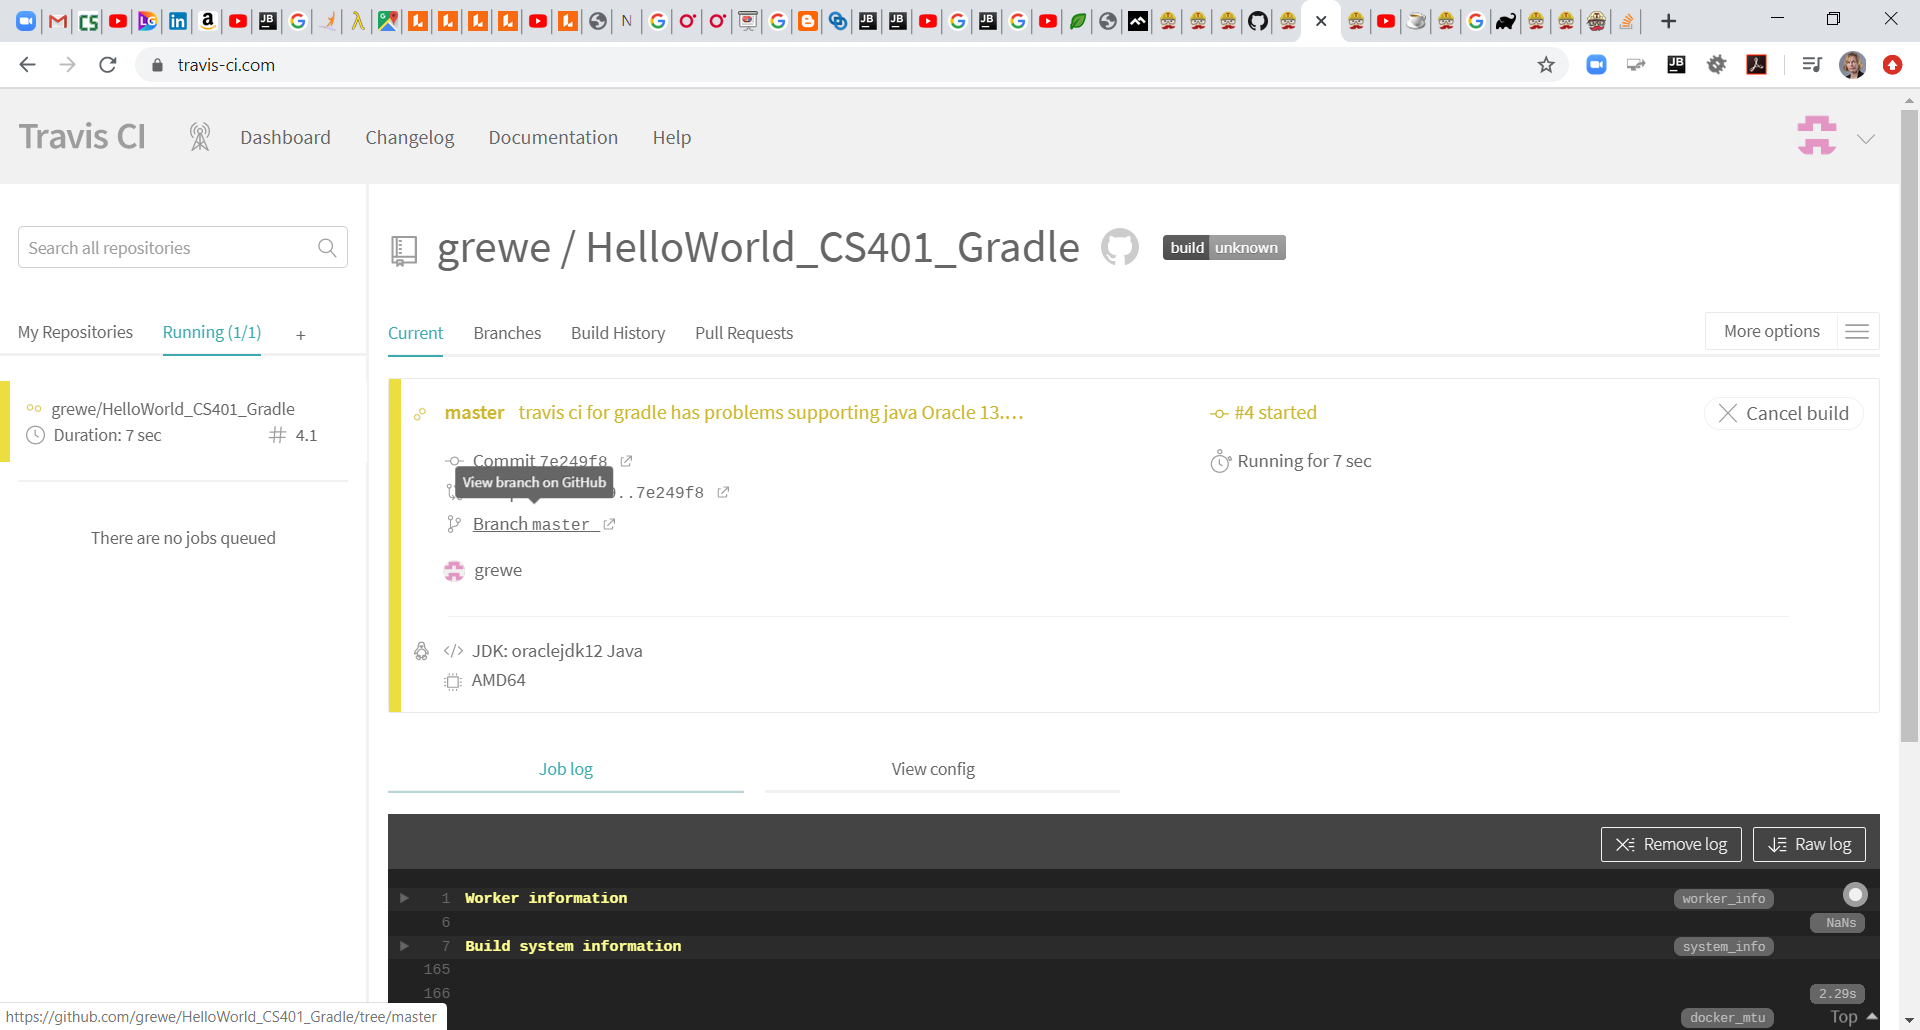 travis-ci.com
Travis CI
Dashboard
Changelog
Documentation
Help
Search all repositories
My Repositories
Running (1/1)
+
grewe/HelloWorld_CS401_Gradle
Duration: 7 sec
# 4.1
There are no jobs queued
grewe / HelloWorld_CS401_Gradle
build unknown
Current
Branches
Build History
Pull Requests
More options
master travis ci for gradle has problems supporting java Oracle 13.…
#4 started
Cancel build
Commit 7e249f8
Running for 7 sec
View branch on GitHub
..7e249f8
Branch master
grewe
JDK: oraclejdk12 Java
AMD64
Job log
View config
Remove log
Raw log
1 Worker information worker_info
6 NaNs
7 Build system information system_info
165
166 2.29s
docker_mtu
Top
https://github.com/grewe/HelloWorld_CS401_Gradle/tree/master